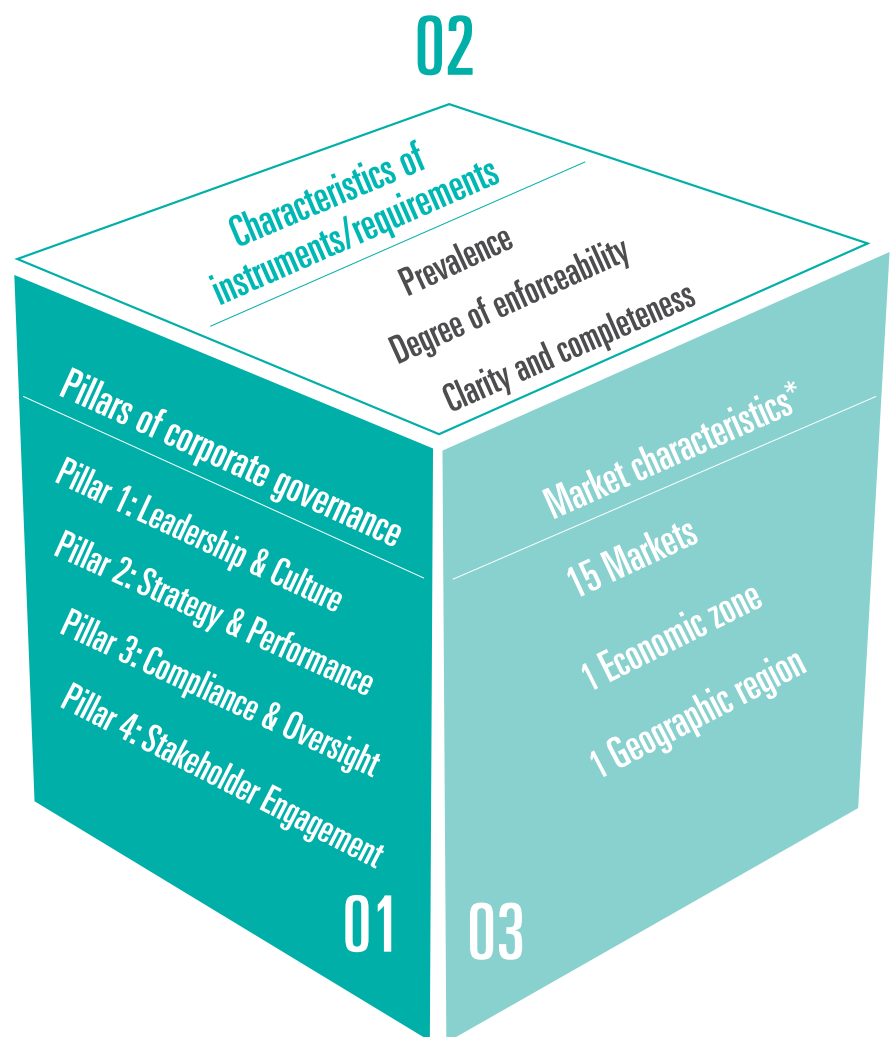 02
Characteristics of
instruments/requirements
Prevalence
Degree of enforceability
Clarity and completeness
Pillars of corporate governance
Pillar 1: Leadership & Culture
Pillar 2: Strategy & Performance
Pillar 3: Compliance & Oversight
Pillar 4: Stakeholder Engagement
01
Market characteristics*
15 Markets
1 Economic zone
1 Geographic region
03